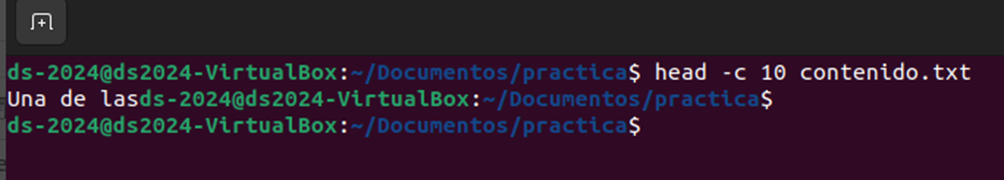 ds-2024@ds2024-VirtualBox:~/Documentos/practica$ head -c 10 contenido.txt
Una de lasds-2024@ds2024-VirtualBox:~/Documentos/practica$
ds-2024@ds2024-VirtualBox:~/Documentos/practica$